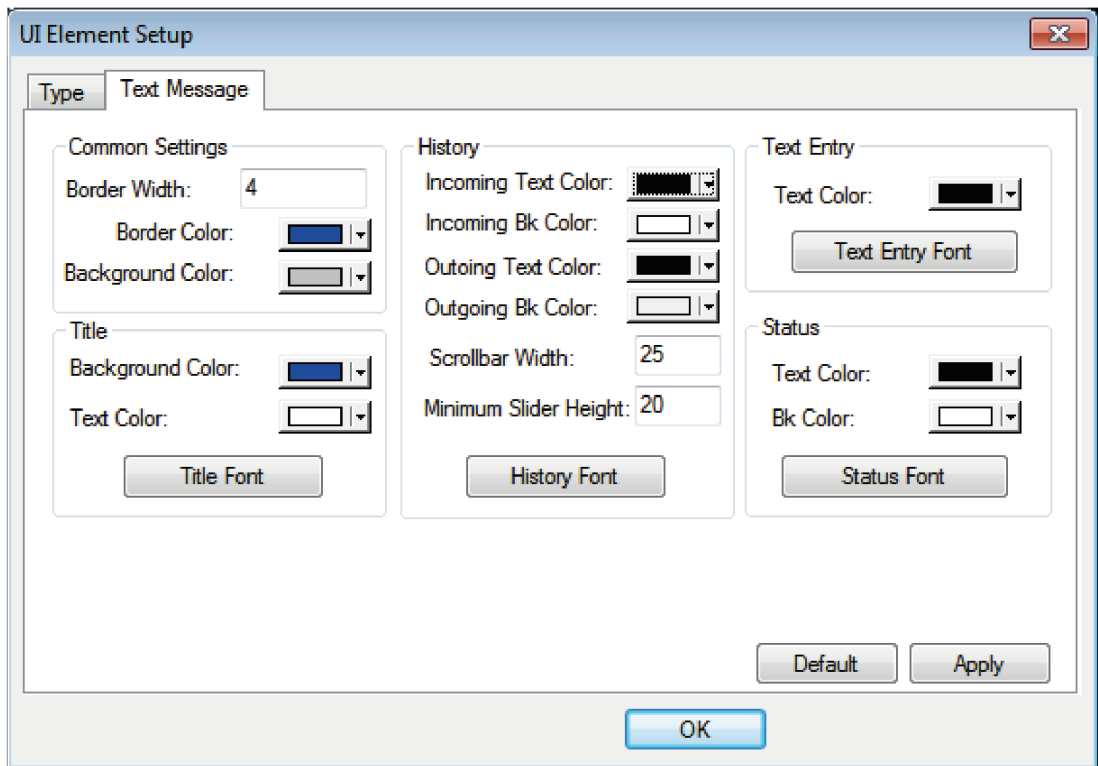 UI Element Setup
Type
Text Message
Common Settings
Border Width: 4
Border Color:
Background Color:
Title
Background Color:
Text Color:
Title Font
History
Incoming Text Color:
Incoming Bk Color:
Outoing Text Color:
Outgoing Bk Color:
Scrollbar Width: 25
Minimum Slider Height: 20
History Font
Text Entry
Text Color:
Text Entry Font
Status
Text Color:
Bk Color:
Status Font
Default
Apply
OK